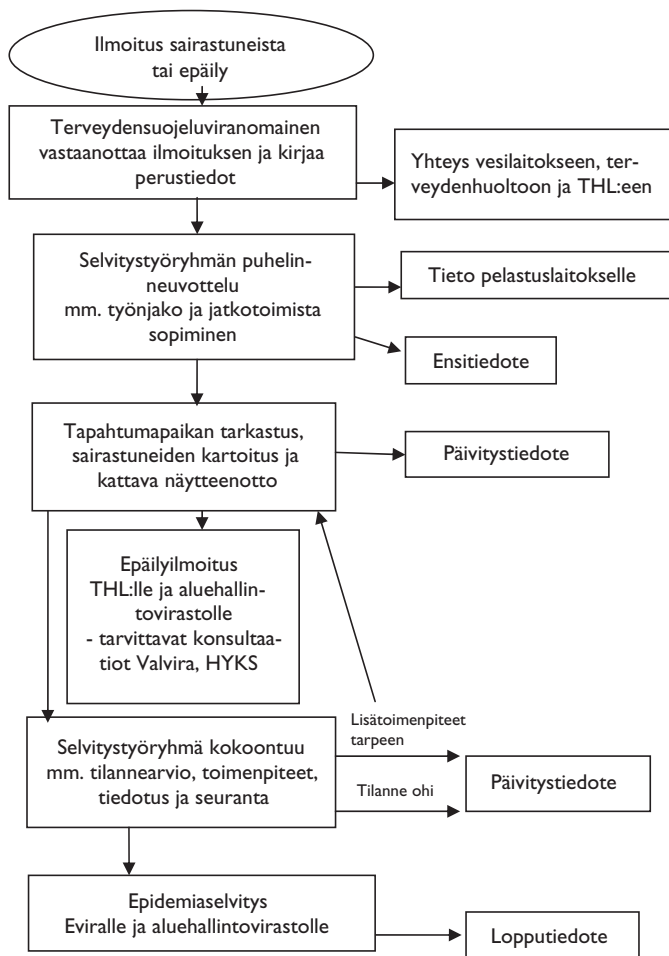 Ilmoitus sairastuneista
tai epäily
Terveydensuojeluviranomainen
vastaanottaa ilmoituksen ja kirjaa
perustiedot
Yhteys vesilaitokseen, ter-
veydenhuoltoon ja THL:een
Selvitystyöryhmän puhelin-
neuvottelu
mm. työnjako ja jatkotoimista
sopiminen
Tieto pelastuslaitokselle
Ensitiedote
Tapahtumapaikan tarkastus,
sairastuneiden kartoitus ja
kattava näytteenotto
Päivitystiedote
Epäilyilmoitus
THL:lle ja aluehallin-
tovirastolle
- tarvittavat konsultaa-
tiot Valvira, HYKS
Lisätoimenpiteet
tarpeen
Selvitystyöryhmä kokoontuu
mm. tilannearvio, toimenpiteet,
tiedotus ja seuranta
Tilanne ohi
Päivitystiedote
Epidemiaselvitys
Eviralle ja aluehallintovirastolle
Lopputiedote